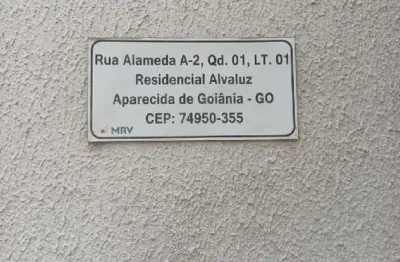 Rua Alameda A-2, Qd. 01, LT. 01
Residencial Alvaluz
Aparecida de Goiânia - GO
CEP: 74950-355
MRV